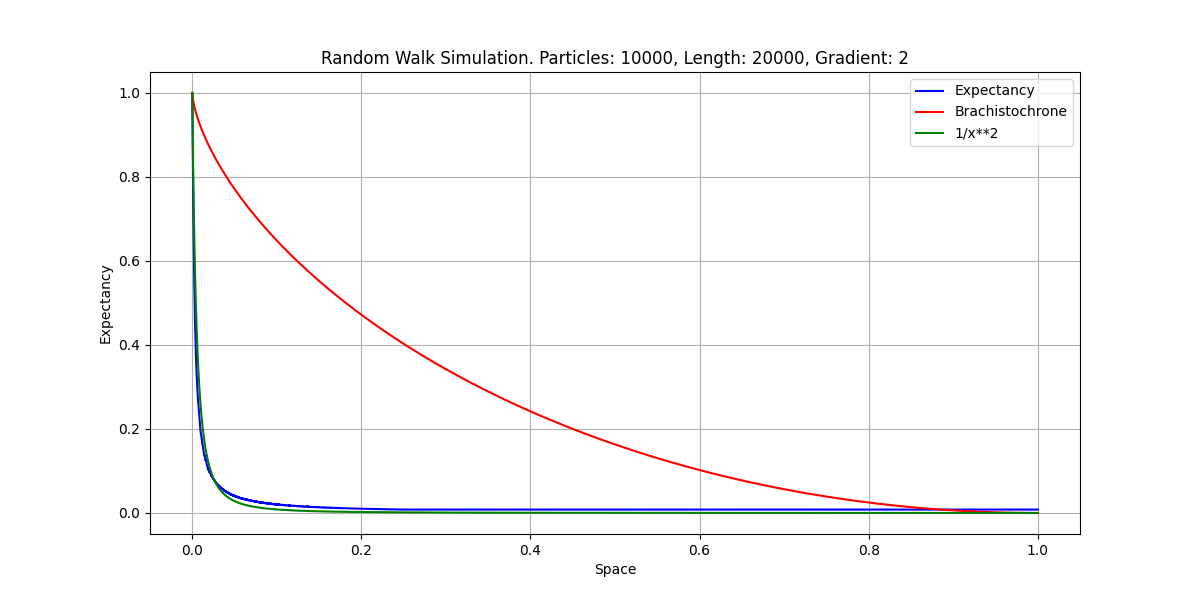 Random Walk Simulation. Particles: 10000, Length: 20000, Gradient: 2
Expectancy
Brachistochrone
1/x**2
1.0
0.8
0.6
0.4
0.2
0.0
Expectancy
0.0 0.2 0.4 0.6 0.8 1.0
Space